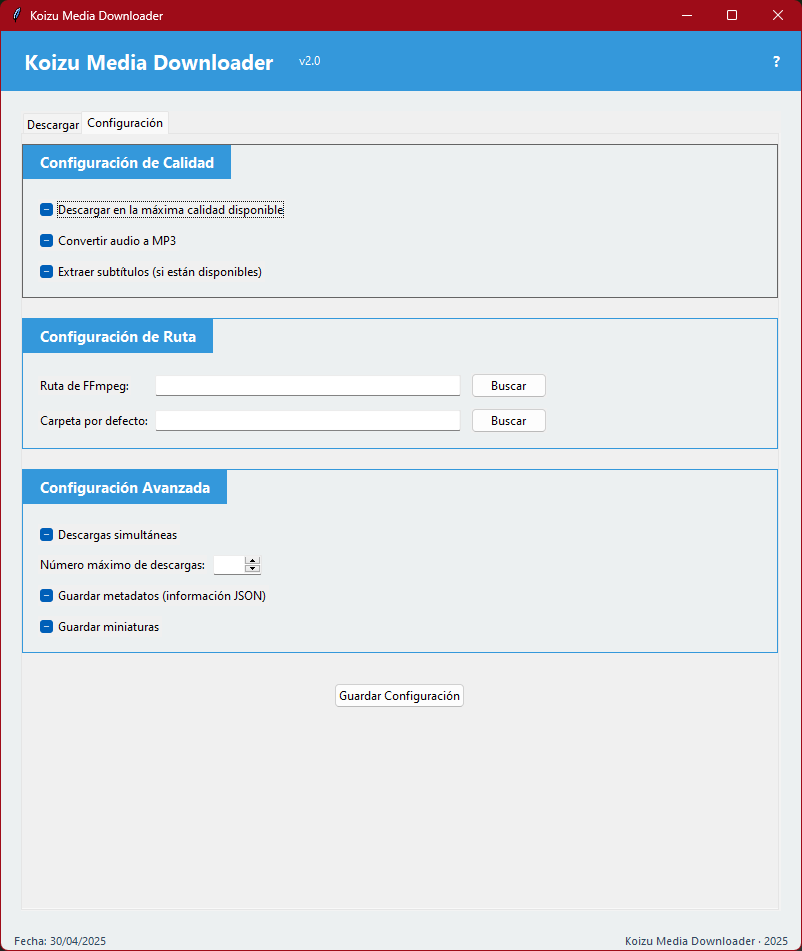 Koizu Media Downloader
Koizu Media Downloader v2.0 ?
Descargar Configuración
Configuración de Calidad
Descargar en la máxima calidad disponible
Convertir audio a MP3
Extraer subtítulos (si están disponibles)
Configuración de Ruta
Ruta de FFmpeg: Buscar
Carpeta por defecto: Buscar
Configuración Avanzada
Descargas simultáneas
Número máximo de descargas:
Guardar metadatos (información JSON)
Guardar miniaturas
Guardar Configuración
Fecha: 30/04/2025 Koizu Media Downloader · 2025